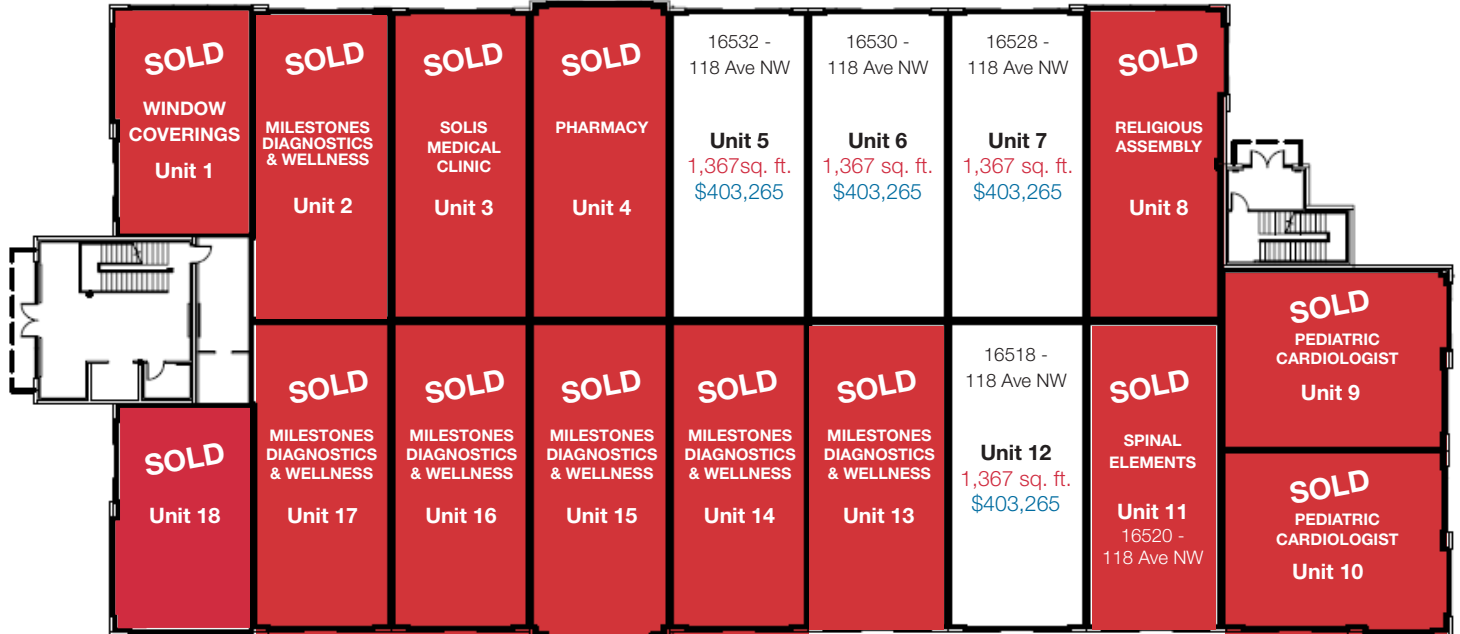 SOLD
WINDOW
COVERINGS
Unit 1
SOLD
MILESTONES
DIAGNOSTICS
& WELLNESS
Unit 2
SOLD
SOLIS
MEDICAL
CLINIC
Unit 3
SOLD
PHARMACY
Unit 4
16532 -
118 Ave NW
Unit 5
1,367sq. ft.
$403,265
16530 -
118 Ave NW
Unit 6
1,367 sq. ft.
$403,265
16528 -
118 Ave NW
Unit 7
1,367 sq. ft.
$403,265
SOLD
RELIGIOUS
ASSEMBLY
Unit 8
SOLD
PEDIATRIC
CARDIOLOGIST
Unit 9
SOLD
Unit 18
SOLD
MILESTONES
DIAGNOSTICS
& WELLNESS
Unit 17
SOLD
MILESTONES
DIAGNOSTICS
& WELLNESS
Unit 16
SOLD
MILESTONES
DIAGNOSTICS
& WELLNESS
Unit 15
SOLD
MILESTONES
DIAGNOSTICS
& WELLNESS
Unit 14
SOLD
MILESTONES
DIAGNOSTICS
& WELLNESS
Unit 13
16518 -
118 Ave NW
Unit 12
1,367 sq. ft.
$403,265
SOLD
SPINAL
ELEMENTS
Unit 11
16520 -
118 Ave NW
SOLD
PEDIATRIC
CARDIOLOGIST
Unit 10